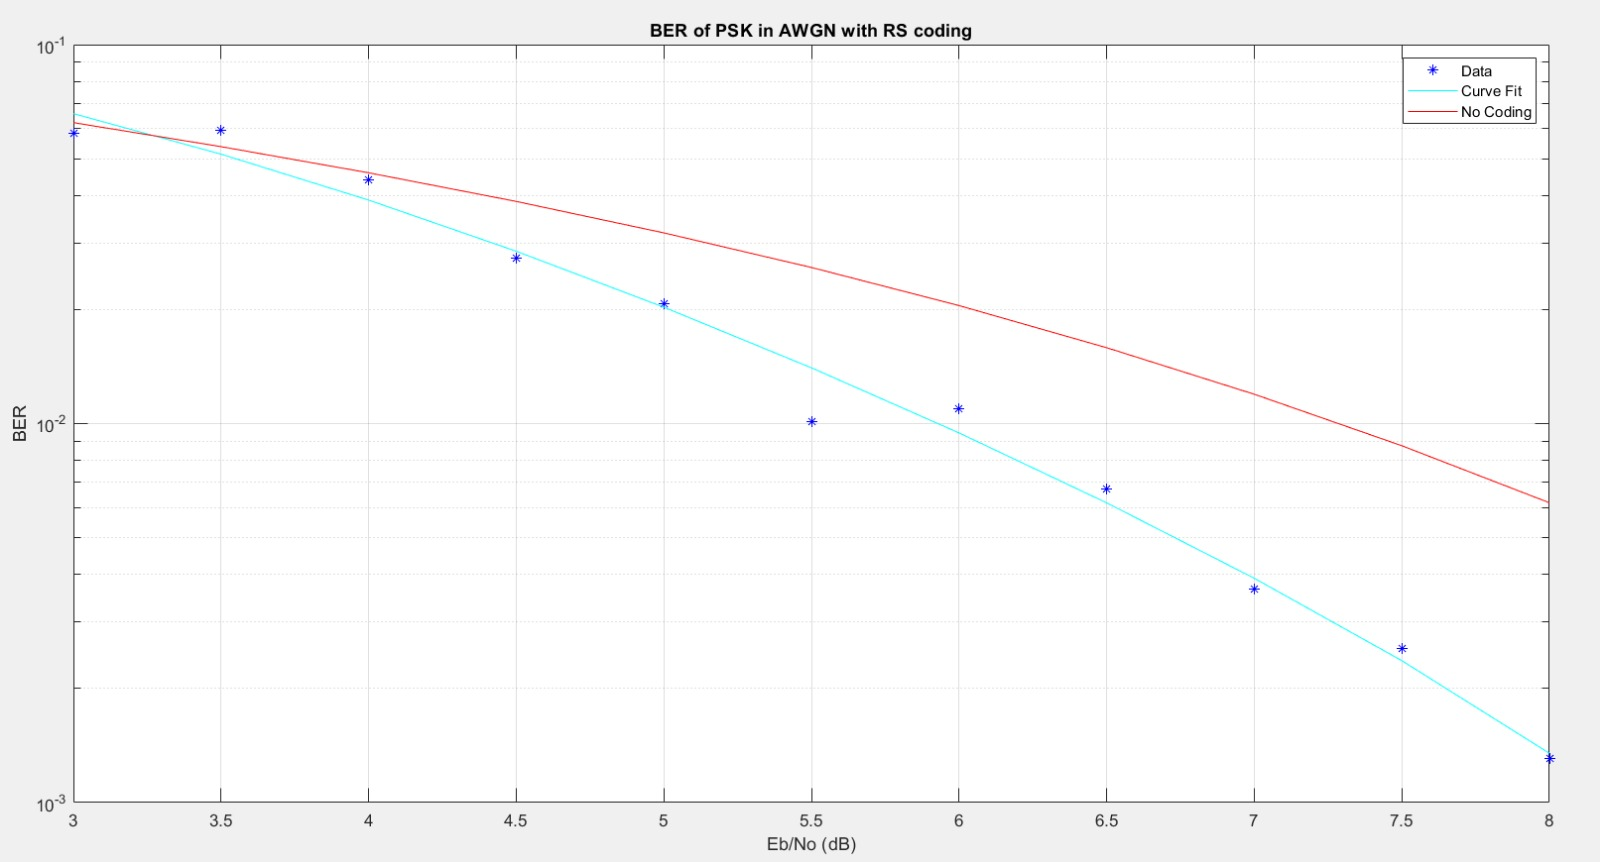 BER of PSK in AWGN with RS coding
10^-1
Data
Curve Fit
No Coding
BER
10^-2
10^-3
3 3.5 4 4.5 5 5.5 6 6.5 7 7.5 8
Eb/No (dB)